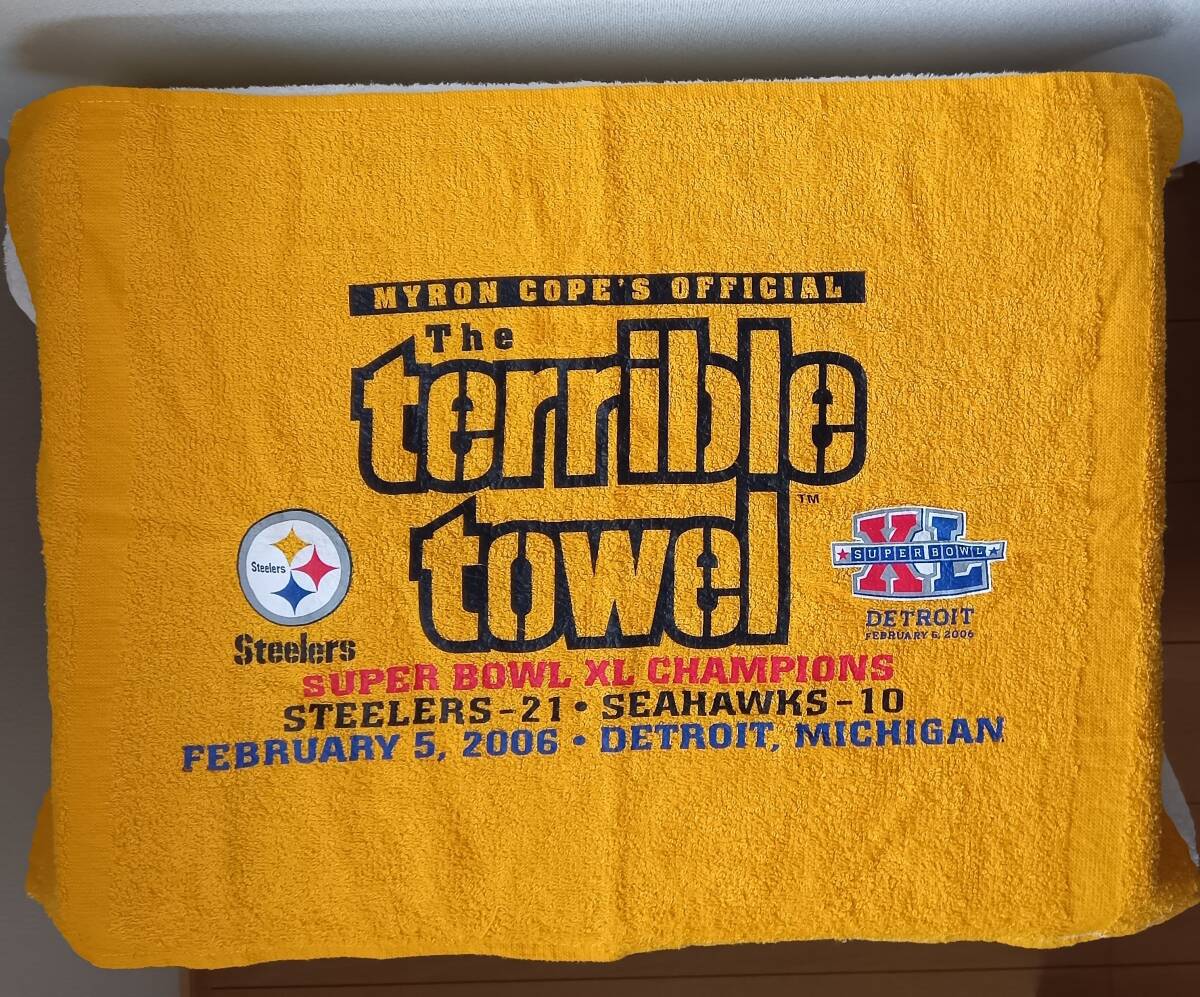 MYRON COPE'S OFFICIAL
The
terrible
towel
TM
Steelers
Steelers
XL
SUPER BOWL
DETROIT
FEBRUARY 6, 2006
SUPER BOWL XL CHAMPIONS
STEELERS-21 • SEAHAWKS-10
FEBRUARY 5, 2006 • DETROIT, MICHIGAN